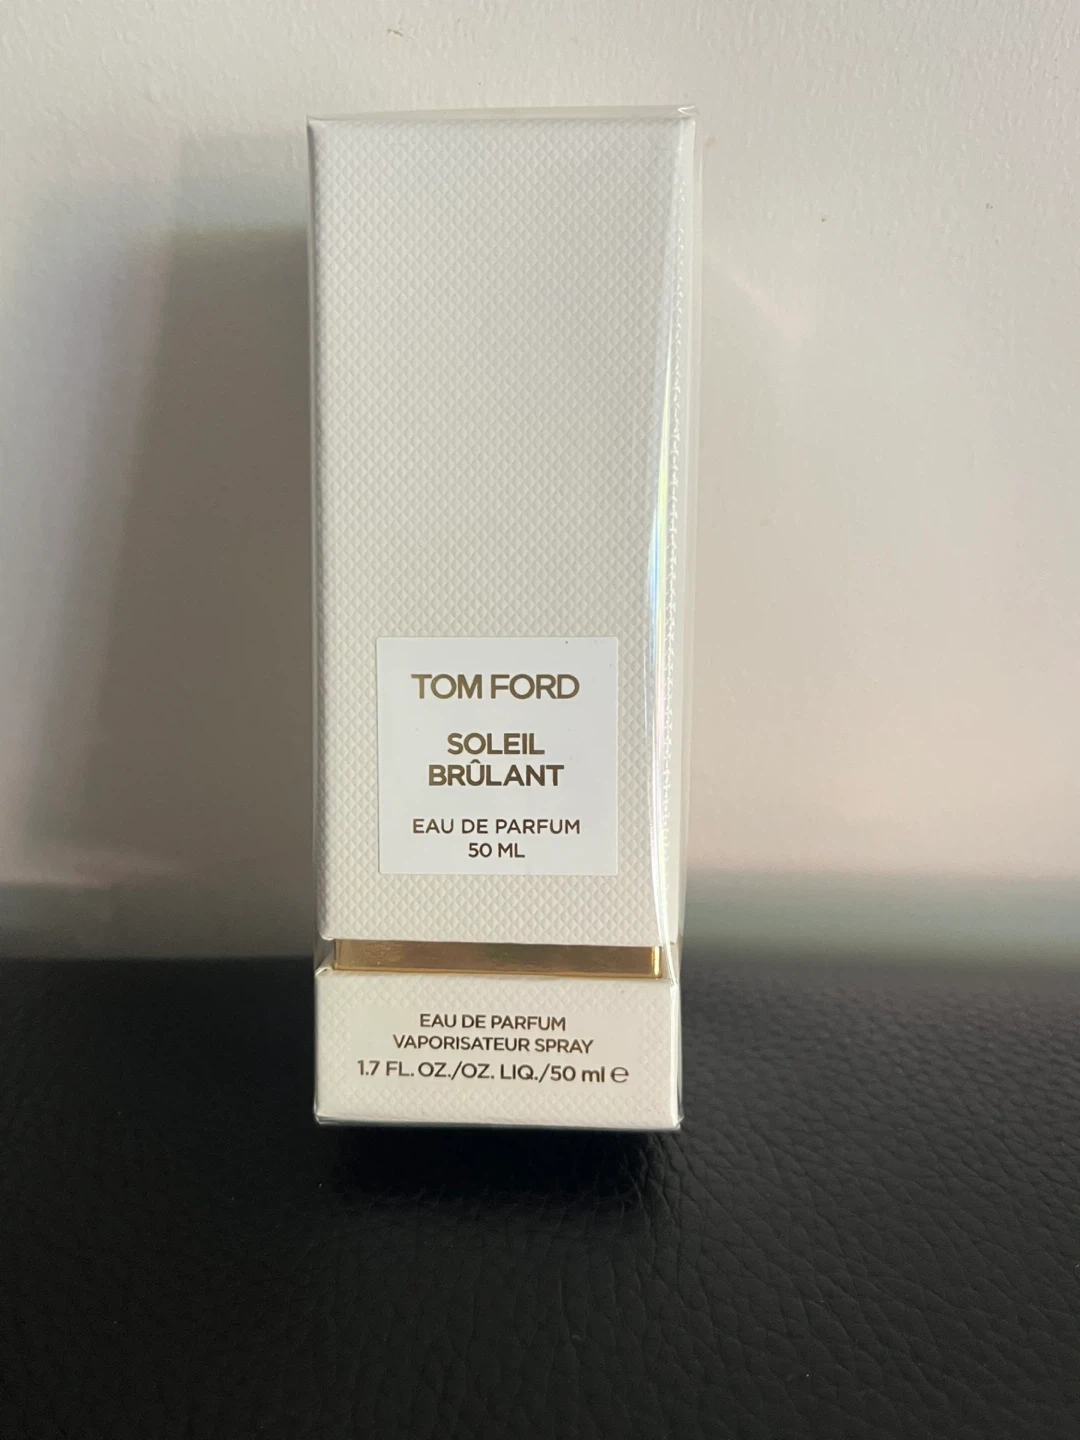 TOM FORD
SOLEIL
BRÛLANT
EAU DE PARFUM
50 ML
EAU DE PARFUM
VAPORISATEUR SPRAY
1.7 FL. OZ./OZ. LIQ./50 ml ℮